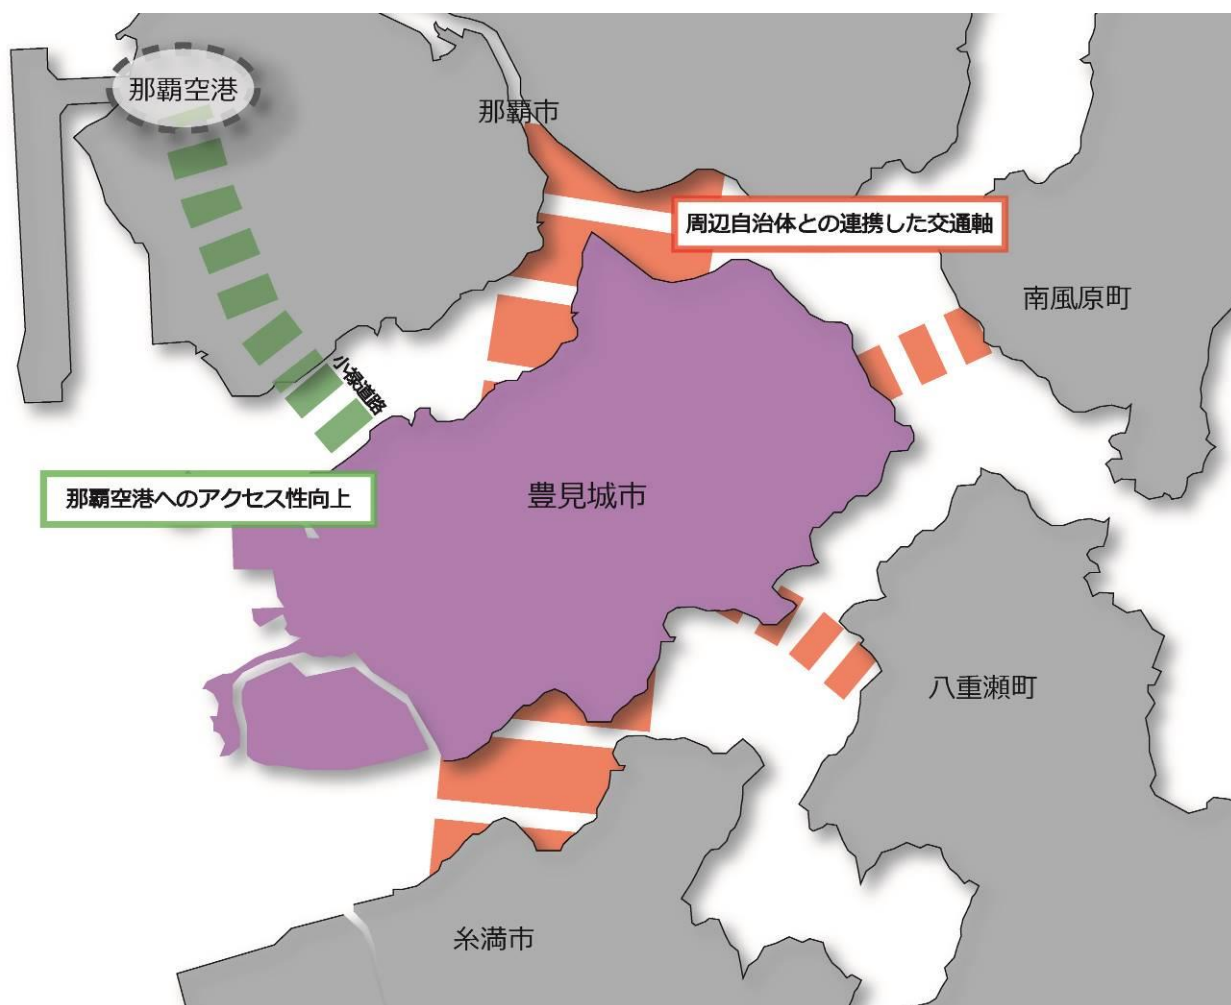 那覇空港
那覇市
周辺自治体との連携した交通軸
南風原町
小禄道路
那覇空港へのアクセス性向上
豊見城市
八重瀬町
糸満市